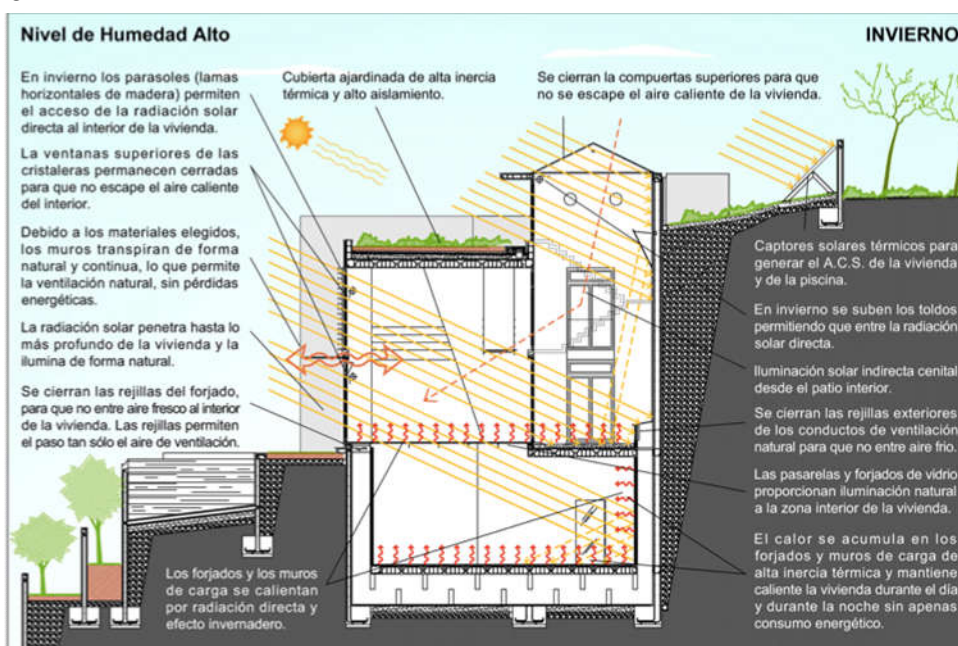 Nivel de Humedad Alto
INVIERNO
En invierno los parasoles (lamas
horizontales de madera) permiten
el acceso de la radiación solar
directa al interior de la vivienda.
La ventanas superiores de las
cristaleras permanecen cerradas
para que no escape el aire caliente
del interior.
Debido a los materiales elegidos,
los muros transpiran de forma
natural y continua, lo que permite
la ventilación natural, sin pérdidas
energéticas.
La radiación solar penetra hasta lo
más profundo de la vivienda y la
ilumina de forma natural.
Se cierran las rejillas del forjado,
para que no entre aire fresco al interior
de la vivienda. Las rejillas permiten
el paso tan sólo el aire de ventilación.
Cubierta ajardinada de alta inercia
térmica y alto aislamiento.
Se cierran la compuertas superiores para que
no se escape el aire caliente de la vivienda.
Captores solares térmicos para
generar el A.C.S. de la vivienda
y de la piscina.
En invierno se suben los toldos
permitiendo que entre la radiación
solar directa.
Iluminación solar indirecta cenital
desde el patio interior.
Se cierran las rejillas exteriores
de los conductos de ventilación
natural para que no entre aire frio.
Las pasarelas y forjados de vidrio
proporcionan iluminación natural
a la zona interior de la vivienda.
El calor se acumula en los
forjados y muros de carga de
alta inercia térmica y mantiene
caliente la vivienda durante el día
y durante la noche sin apenas
consumo energético.
Los forjados y los muros
de carga se calientan
por radiación directa y
efecto invernadero.